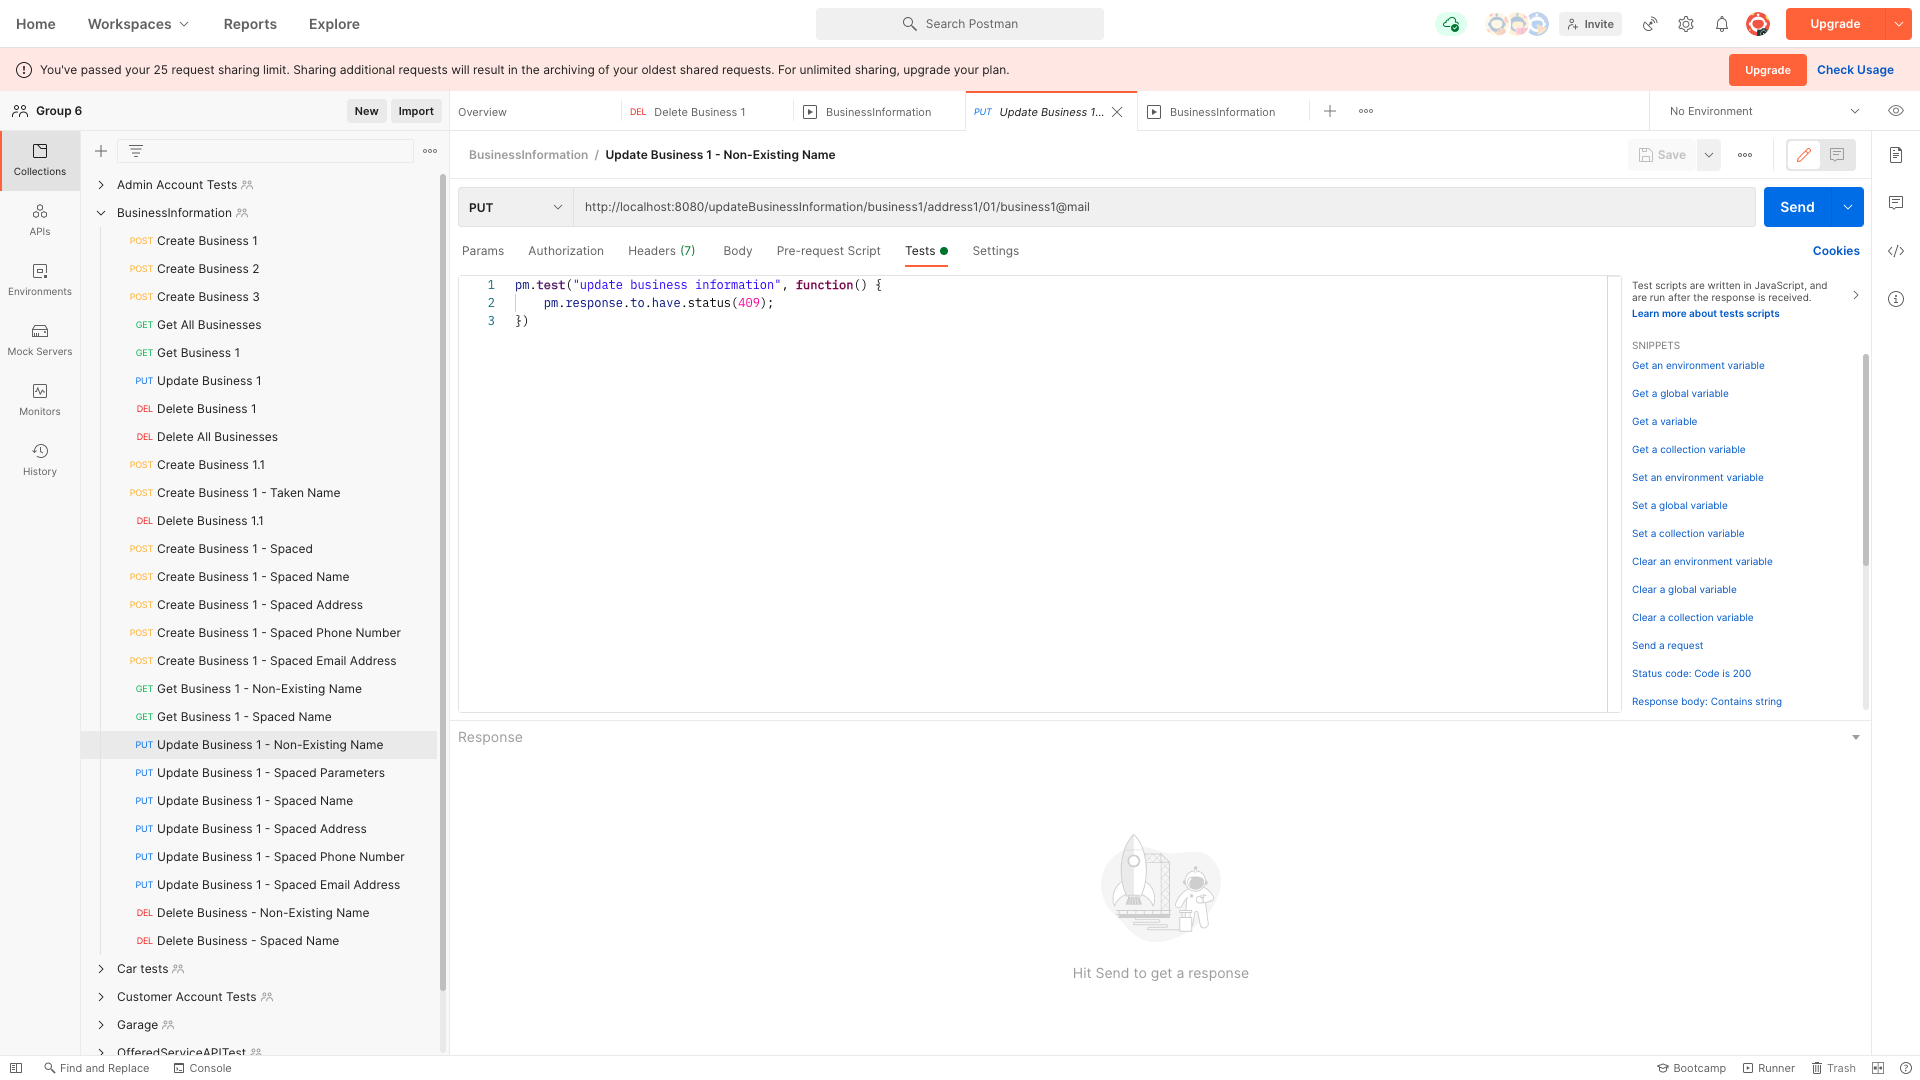 Home
Workspaces
Reports
Explore
Search Postman
Invite
Upgrade
You've passed your 25 request sharing limit. Sharing additional requests will result in the archiving of your oldest shared requests. For unlimited sharing, upgrade your plan.
Upgrade
Check Usage
Group 6
New
Import
Overview
DEL Delete Business 1
BusinessInformation
PUT Update Business 1...
BusinessInformation
No Environment
Collections
APIs
Environments
Mock Servers
Monitors
History
Admin Account Tests
BusinessInformation
POST Create Business 1
POST Create Business 2
POST Create Business 3
GET Get All Businesses
GET Get Business 1
PUT Update Business 1
DEL Delete Business 1
DEL Delete All Businesses
POST Create Business 1.1
POST Create Business 1 - Taken Name
DEL Delete Business 1.1
POST Create Business 1 - Spaced
POST Create Business 1 - Spaced Name
POST Create Business 1 - Spaced Address
POST Create Business 1 - Spaced Phone Number
POST Create Business 1 - Spaced Email Address
GET Get Business 1 - Non-Existing Name
GET Get Business 1 - Spaced Name
PUT Update Business 1 - Non-Existing Name
PUT Update Business 1 - Spaced Parameters
PUT Update Business 1 - Spaced Name
PUT Update Business 1 - Spaced Address
PUT Update Business 1 - Spaced Phone Number
PUT Update Business 1 - Spaced Email Address
DEL Delete Business - Non-Existing Name
DEL Delete Business - Spaced Name
Car tests
Customer Account Tests
Garage
OfferedServiceAPITest
BusinessInformation / Update Business 1 - Non-Existing Name
Save
PUT
http://localhost:8080/updateBusinessInformation/business1/address1/01/business1@mail
Send
Params
Authorization
Headers (7)
Body
Pre-request Script
Tests
Settings
Cookies
1 pm.test("update business information", function() {
2 pm.response.to.have.status(409);
3 })
Test scripts are written in JavaScript, and
are run after the response is received.
Learn more about tests scripts
SNIPPETS
Get an environment variable
Get a global variable
Get a variable
Get a collection variable
Set an environment variable
Set a global variable
Set a collection variable
Clear an environment variable
Clear a global variable
Clear a collection variable
Send a request
Status code: Code is 200
Response body: Contains string
Response
Hit Send to get a response
Find and Replace
Console
Bootcamp
Runner
Trash